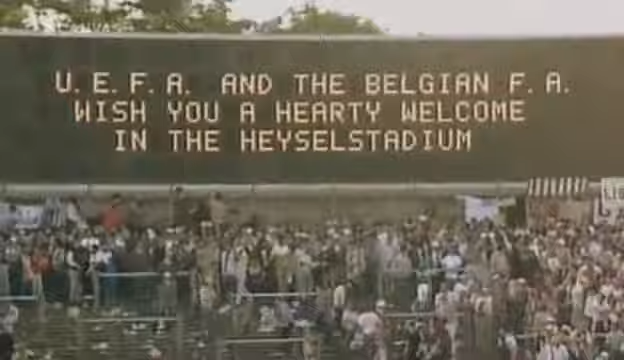 U.E.F.A. AND THE BELGIAN F.A.
WISH YOU A HEARTY WELCOME
IN THE HEYSELSTADIUM